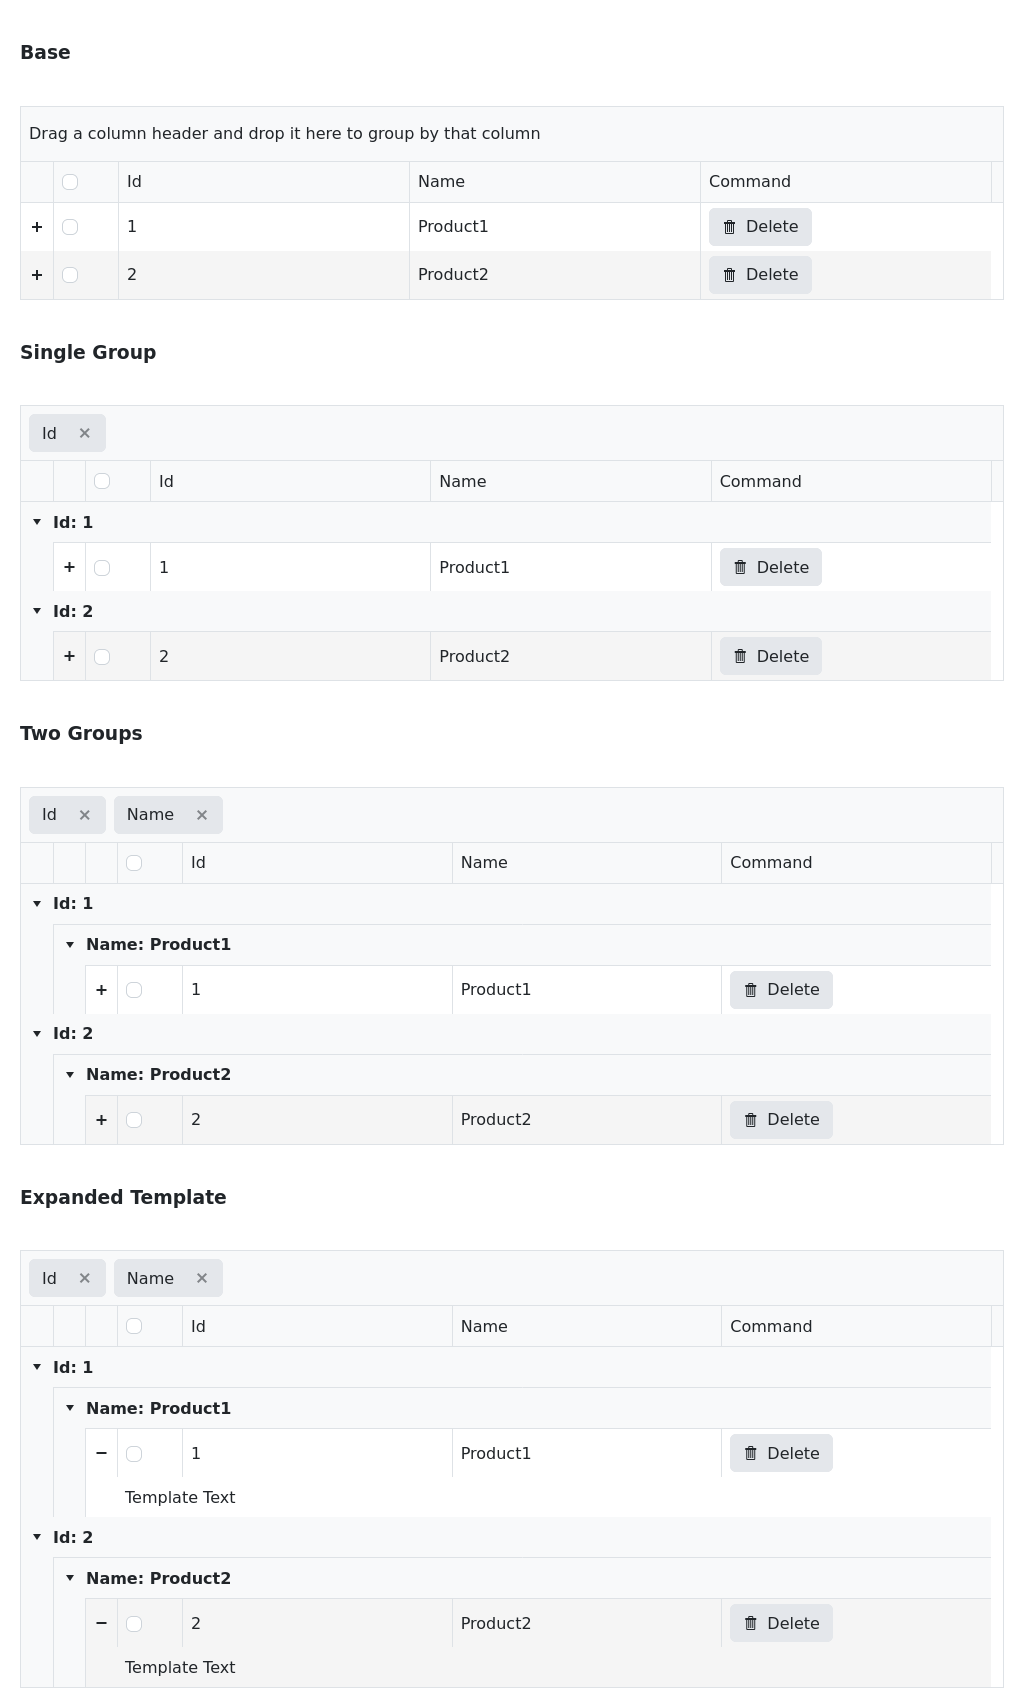 Base
Drag a column header and drop it here to group by that column
Id Name Command
+ 1 Product1 Delete
+ 2 Product2 Delete
Single Group
Id ✕
Id Name Command
Id: 1
+ 1 Product1 Delete
Id: 2
+ 2 Product2 Delete
Two Groups
Id ✕ Name ✕
Id Name Command
Id: 1
Name: Product1
+ 1 Product1 Delete
Id: 2
Name: Product2
+ 2 Product2 Delete
Expanded Template
Id ✕ Name ✕
Id Name Command
Id: 1
Name: Product1
− 1 Product1 Delete
Template Text
Id: 2
Name: Product2
− 2 Product2 Delete
Template Text